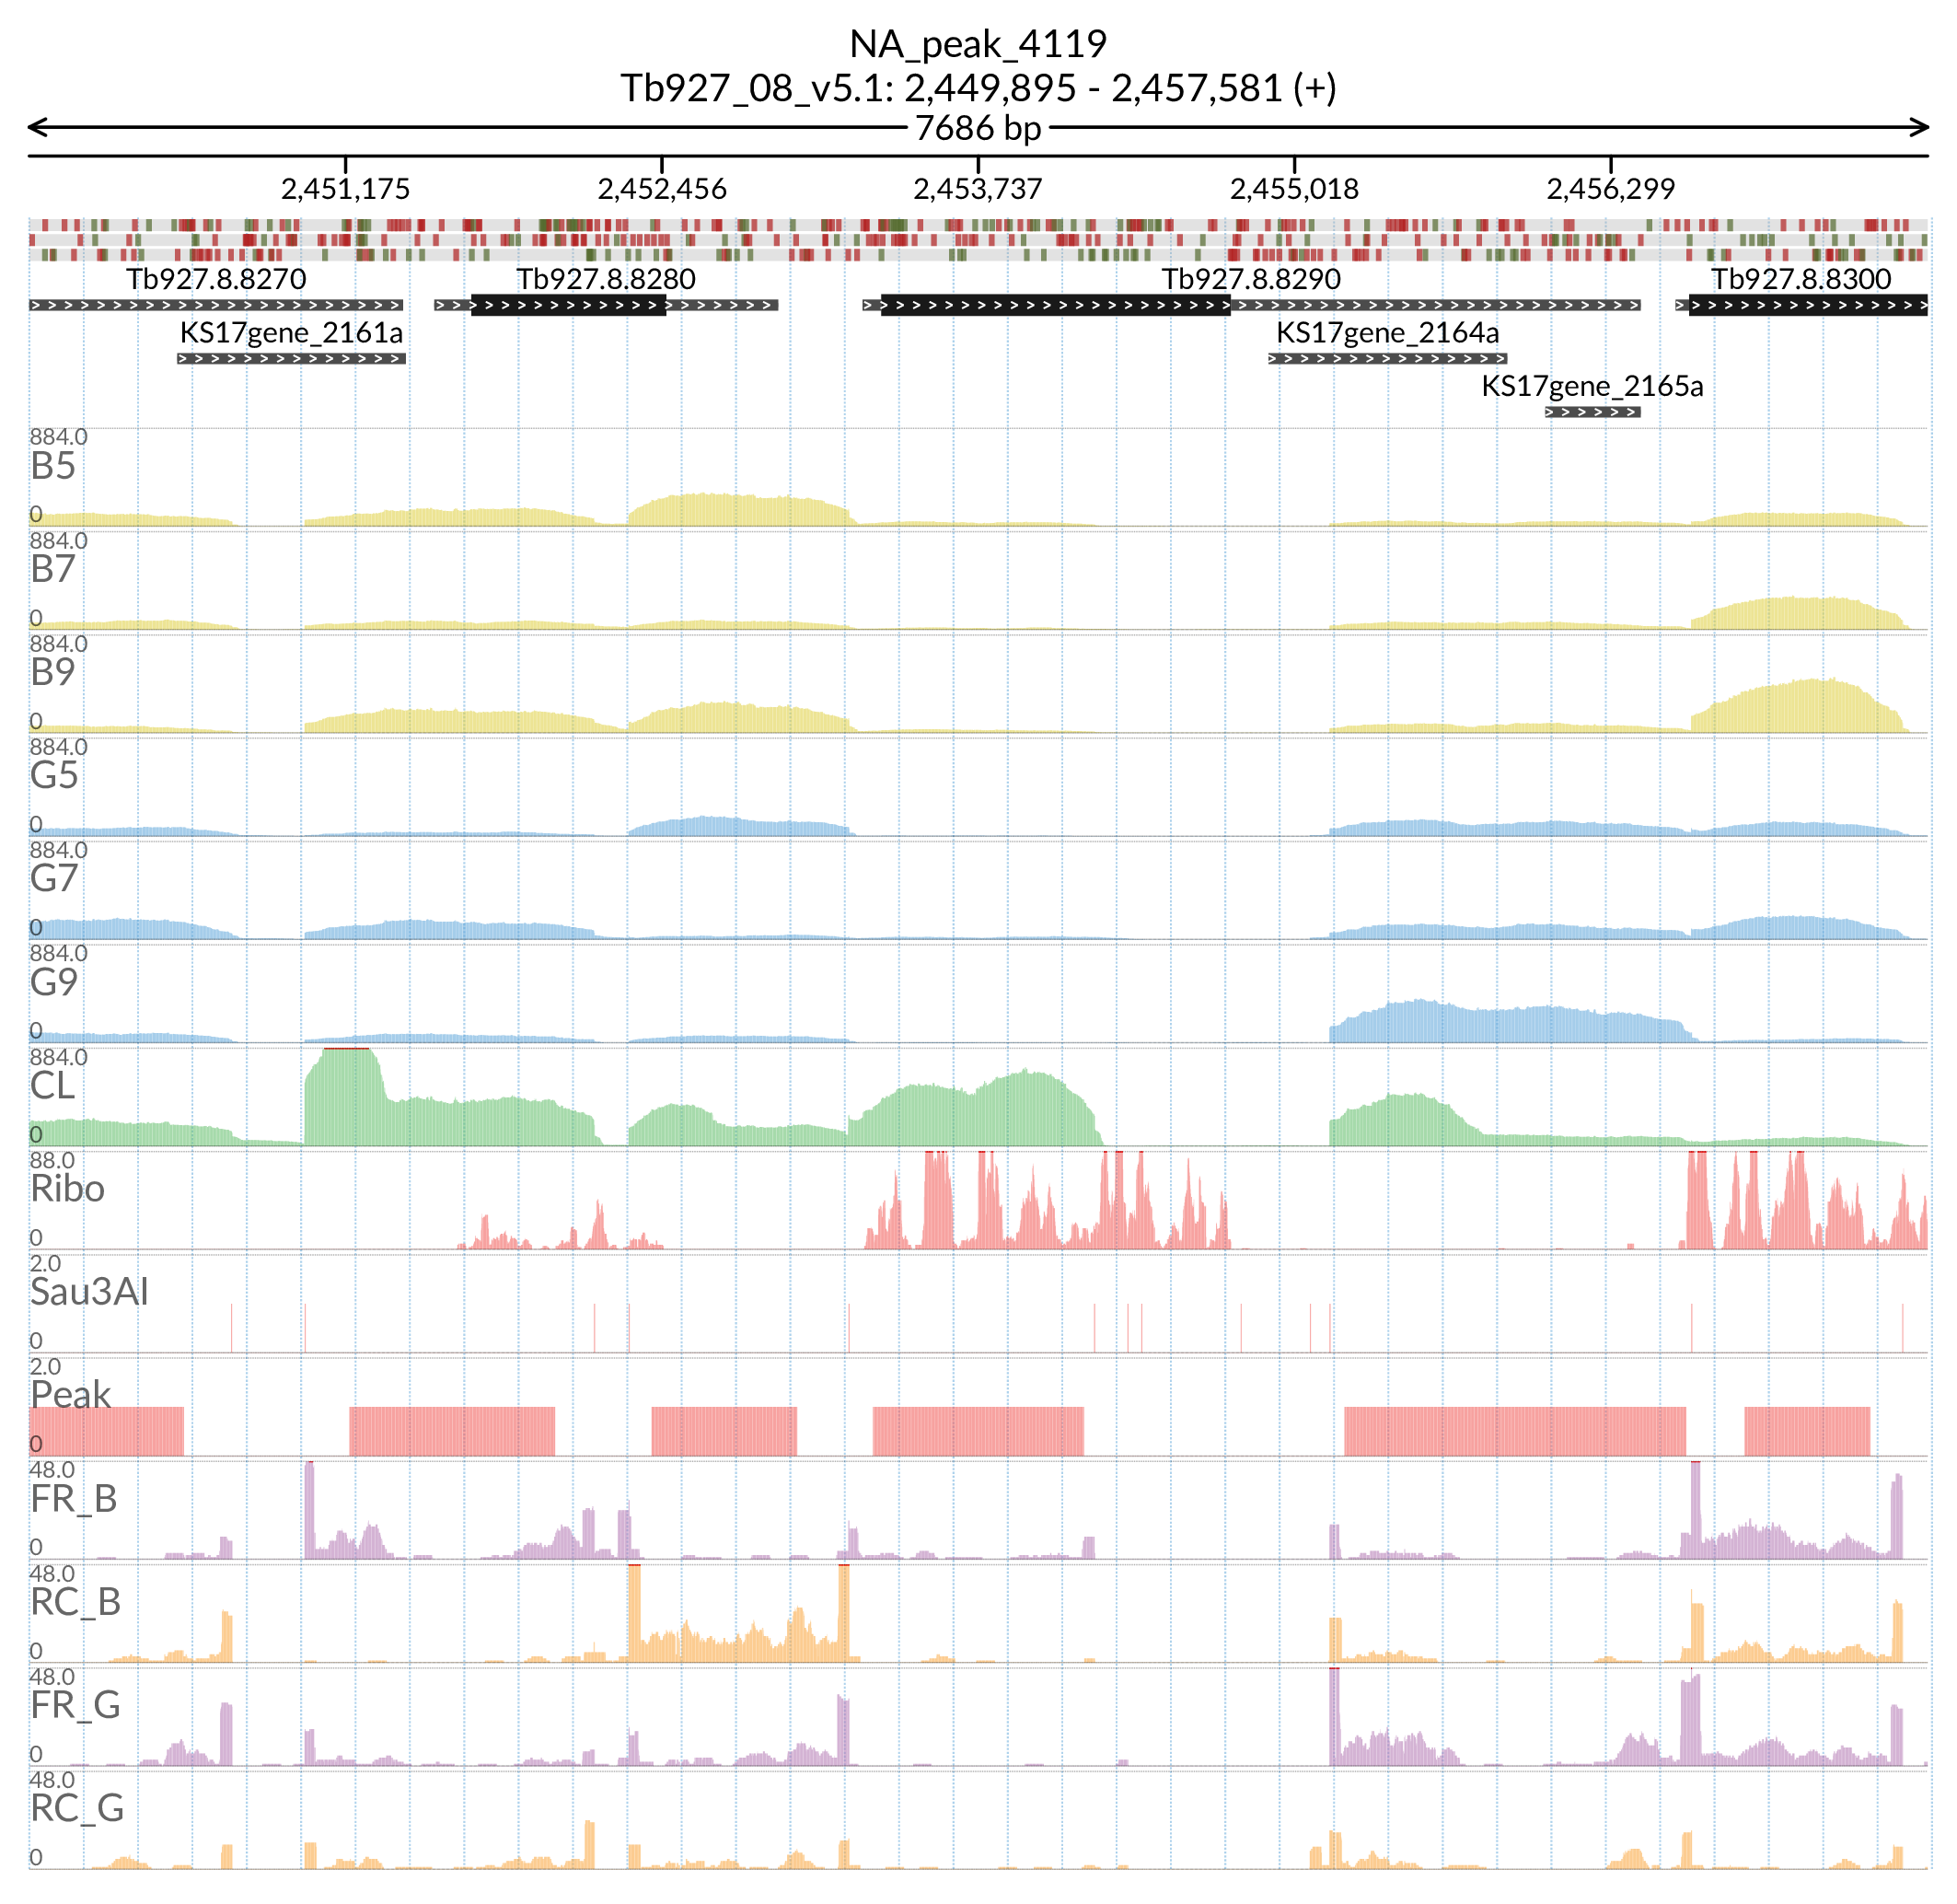 NA_peak_4119
Tb927_08_v5.1: 2,449,895 - 2,457,581 (+)
7686 bp
2,451,175 2,452,456 2,453,737 2,455,018 2,456,299
Tb927.8.8270 Tb927.8.8280 Tb927.8.8290 Tb927.8.8300
KS17gene_2161a KS17gene_2164a
KS17gene_2165a
884.0
B5
0
884.0
B7
0
884.0
B9
0
884.0
G5
0
884.0
G7
0
884.0
G9
0
884.0
CL
0
88.0
Ribo
0
2.0
Sau3AI
0
2.0
Peak
0
48.0
FR_B
0
48.0
RC_B
0
48.0
FR_G
0
48.0
RC_G
0